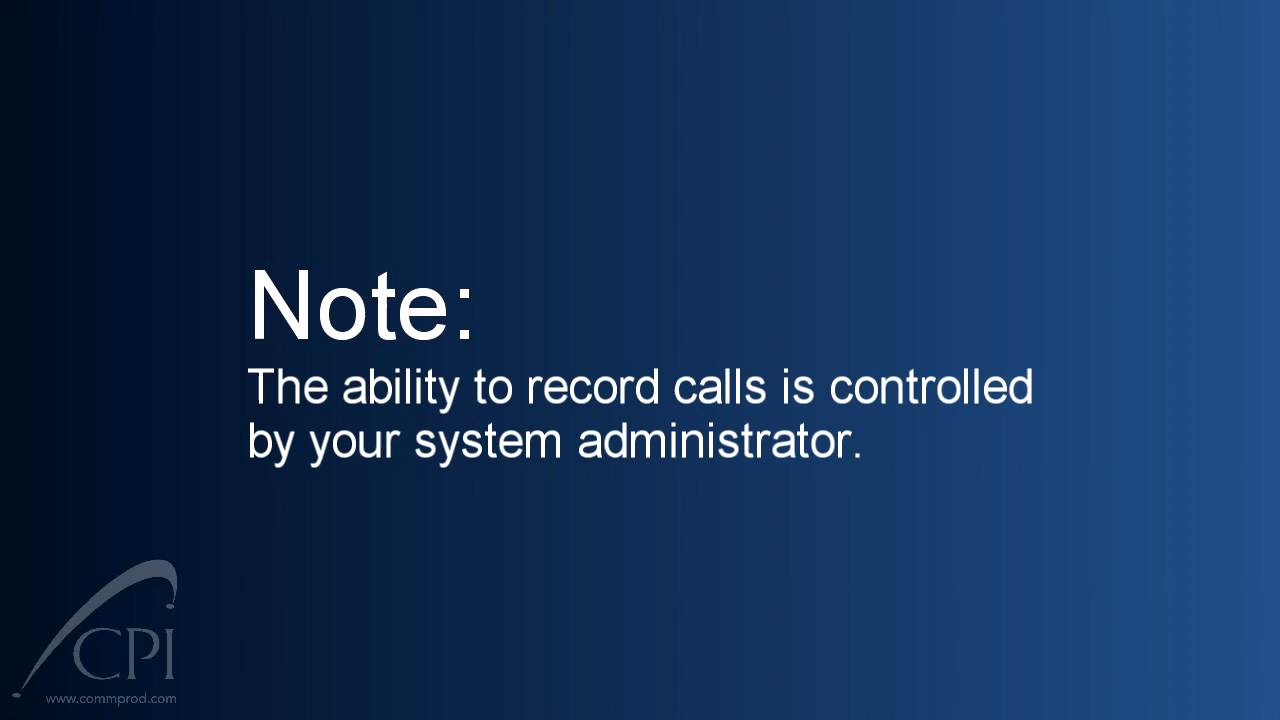 Note:
The ability to record calls is controlled
by your system administrator.
CPI
www.commprod.com